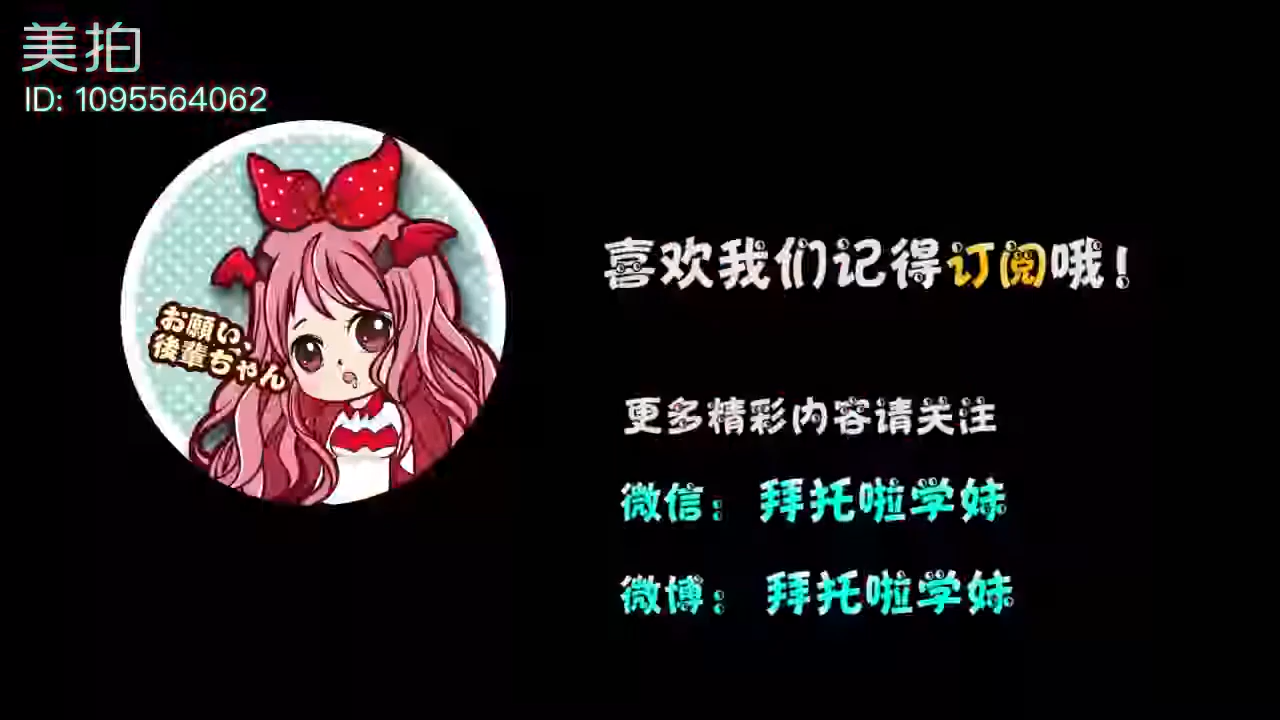 美拍
ID: 1095564062
お願い、
後輩ちゃん
喜欢我们记得订阅哦！
更多精彩内容请关注
微信：拜托啦学妹
微博：拜托啦学妹